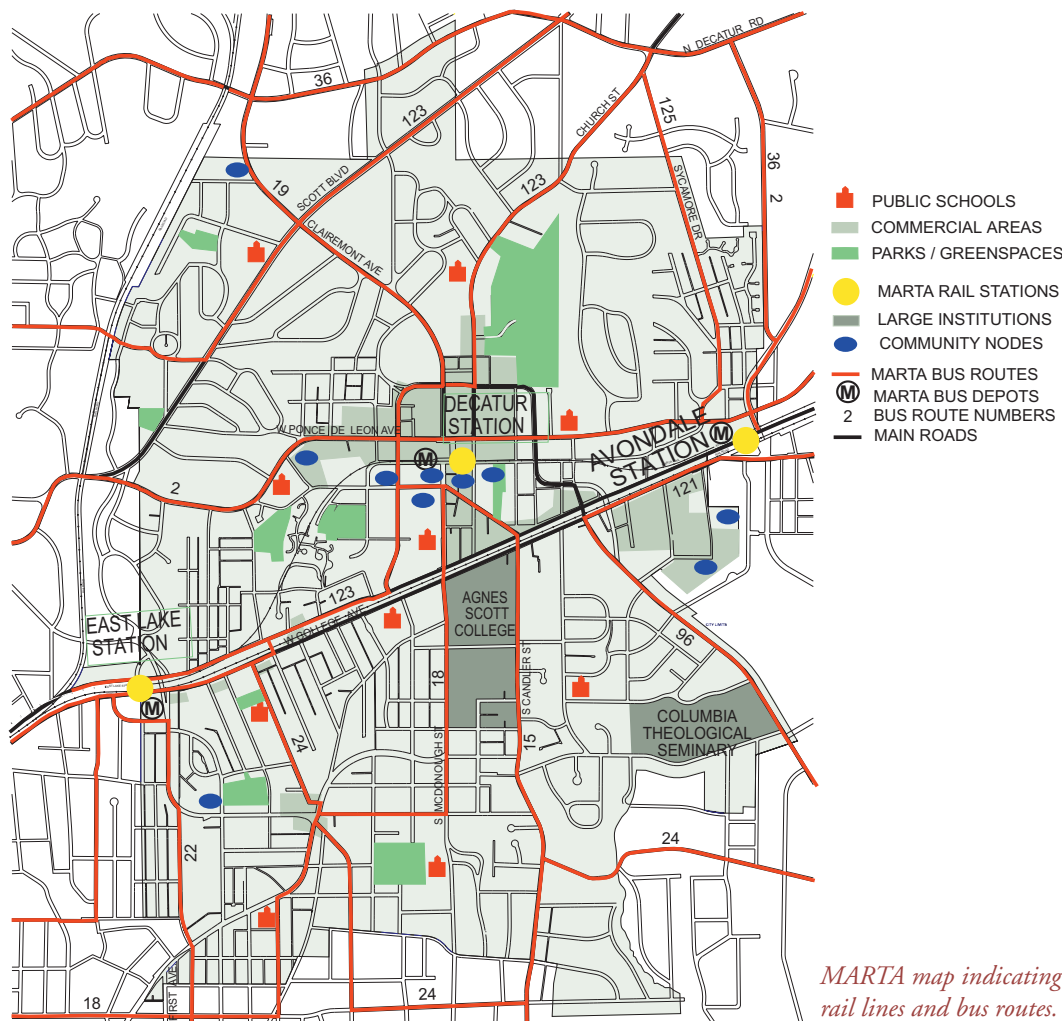 N DECATUR RD
36
123
CHURCH ST
125
36
2
19
SCOTT BLVD
123
SYCAMORE DR
CLAIREMONT AVE
DECATUR
STATION
W PONCE DE LEON AVE
AVONDALE
STATION
M
M
2
121
123
W COLLEGE AVE
AGNES
SCOTT
COLLEGE
EAST LAKE
STATION
CITY LIMITS
96
M
18
S CANDLER ST
24
S MCDONOUGH ST
15
COLUMBIA
THEOLOGICAL
SEMINARY
22
24
18
FIRST AVE
24
PUBLIC SCHOOLS
COMMERCIAL AREAS
PARKS / GREENSPACES
MARTA RAIL STATIONS
LARGE INSTITUTIONS
COMMUNITY NODES
MARTA BUS ROUTES
M MARTA BUS DEPOTS
2 BUS ROUTE NUMBERS
MAIN ROADS
MARTA map indicating
rail lines and bus routes.